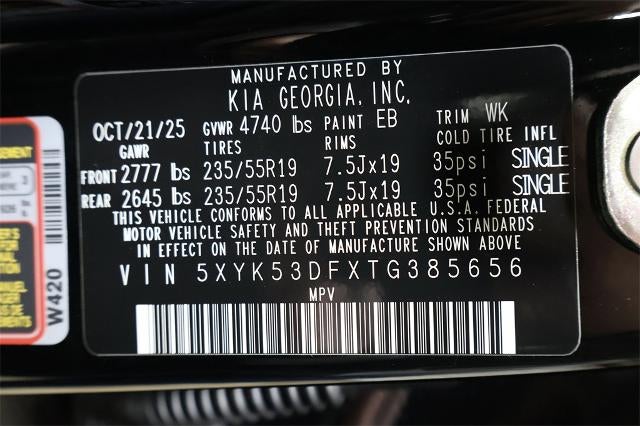 MANUFACTURED BY
KIA GEORGIA, INC.
OCT/21/25 GVWR 4740 lbs PAINT EB TRIM WK
GAWR TIRES RIMS COLD TIRE INFL
FRONT 2777 lbs 235/55R19 7.5Jx19 35psi SINGLE
REAR 2645 lbs 235/55R19 7.5Jx19 35psi SINGLE
THIS VEHICLE CONFORMS TO ALL APPLICABLE U.S.A. FEDERAL
MOTOR VEHICLE SAFETY AND THEFT PREVENTION STANDARDS
IN EFFECT ON THE DATE OF MANUFACTURE SHOWN ABOVE
VIN 5XYK53DFXTG385656
MPV
W420